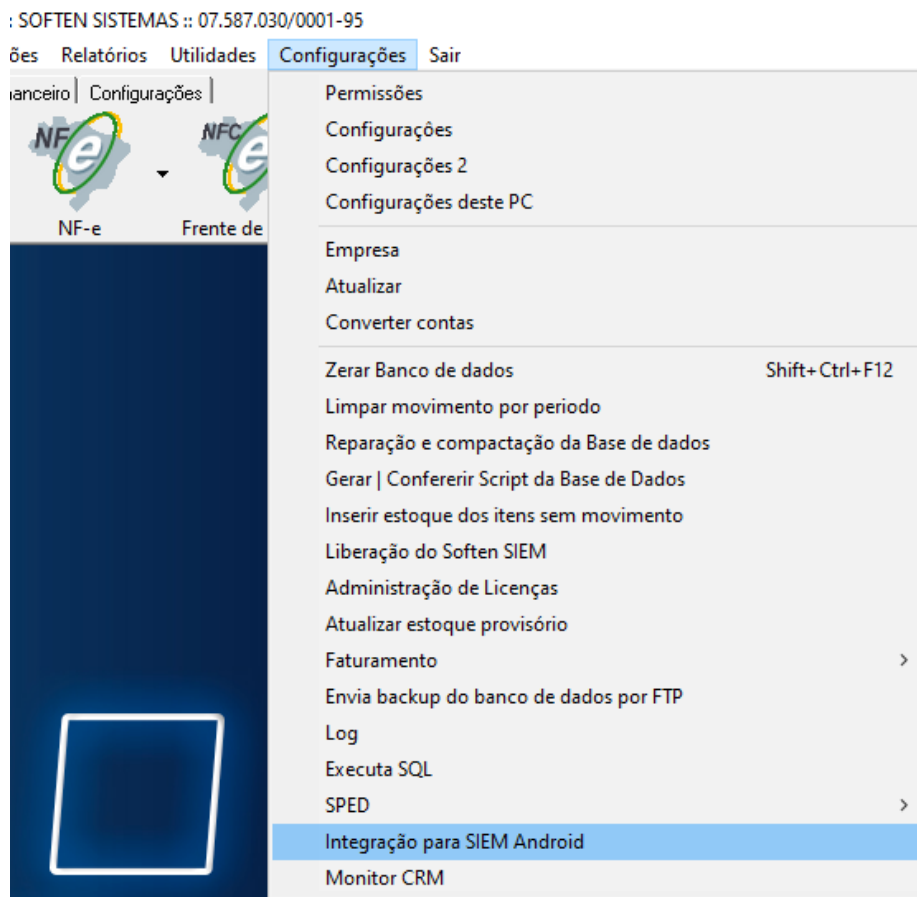 : SOFTEN SISTEMAS :: 07.587.030/0001-95
ões Relatórios Utilidades Configurações Sair
anceiro Configurações
NF e NFC e
NF-e Frente de
Permissões
Configurações
Configurações 2
Configurações deste PC
Empresa
Atualizar
Converter contas
Zerar Banco de dados Shift+Ctrl+F12
Limpar movimento por periodo
Reparação e compactação da Base de dados
Gerar | Confererir Script da Base de Dados
Inserir estoque dos itens sem movimento
Liberação do Soften SIEM
Administração de Licenças
Atualizar estoque provisório
Faturamento
Envia backup do banco de dados por FTP
Log
Executa SQL
SPED
Integração para SIEM Android
Monitor CRM